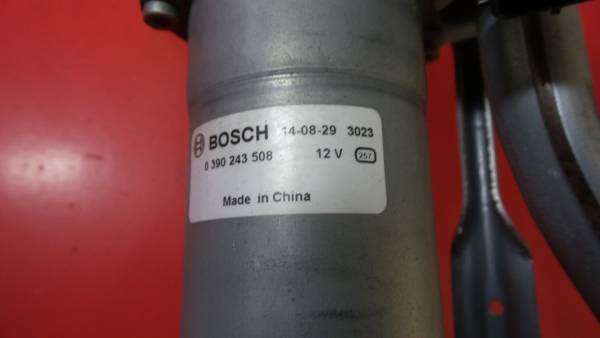 BOSCH 14-08-29 3023
0 390 243 508 12 V 257
Made in China